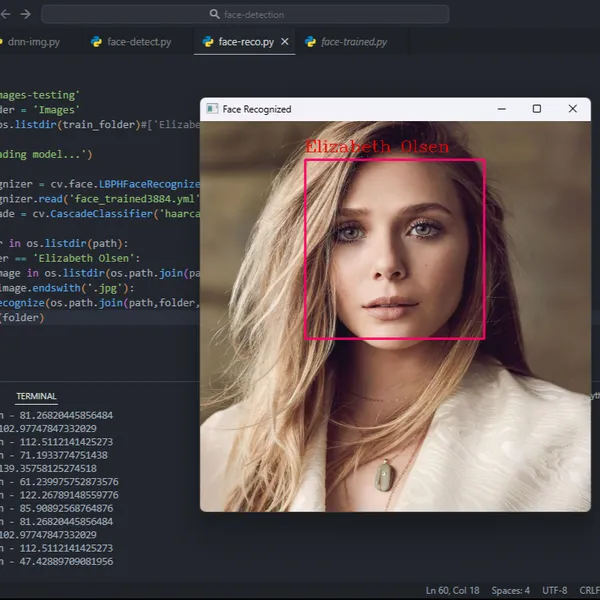 face-detection
dnn-img.py face-detect.py face-reco.py face-trained.py
mages-testing'
der = 'Images'
os.listdir(train_folder)#['Elizabe
ading model...')
gnizer = cv.face.LBPHFaceRecognize
gnizer.read('face_trained3884.yml'
ade = cv.CascadeClassifier('haarca
r in os.listdir(path):
er == 'Elizabeth Olsen':
mage in os.listdir(os.path.join(pa
image.endswith('.jpg'):
ecognize(os.path.join(path,folder,
(folder)
Face Recognized
Elizabeth Olsen
TERMINAL
n - 81.26820445856484
102.97747847332029
n - 112.5112141425273
n - 71.1933774751438
139.35758125274518
n - 61.239975752873576
n - 122.26789148559776
n - 85.90892568764876
n - 81.26820445856484
102.97747847332029
n - 112.5112141425273
n - 47.42889709081956
Ln 60, Col 18 Spaces: 4 UTF-8 CRLF